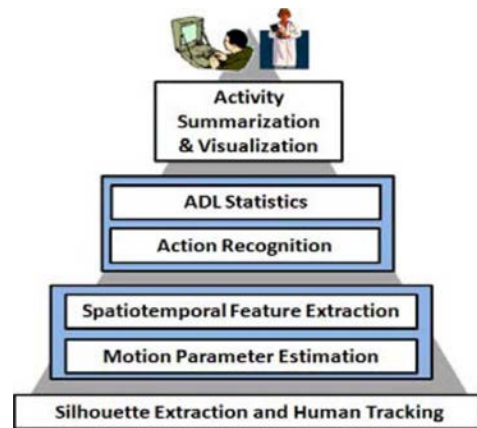 Activity
Summarization
& Visualization
ADL Statistics
Action Recognition
Spatiotemporal Feature Extraction
Motion Parameter Estimation
Silhouette Extraction and Human Tracking